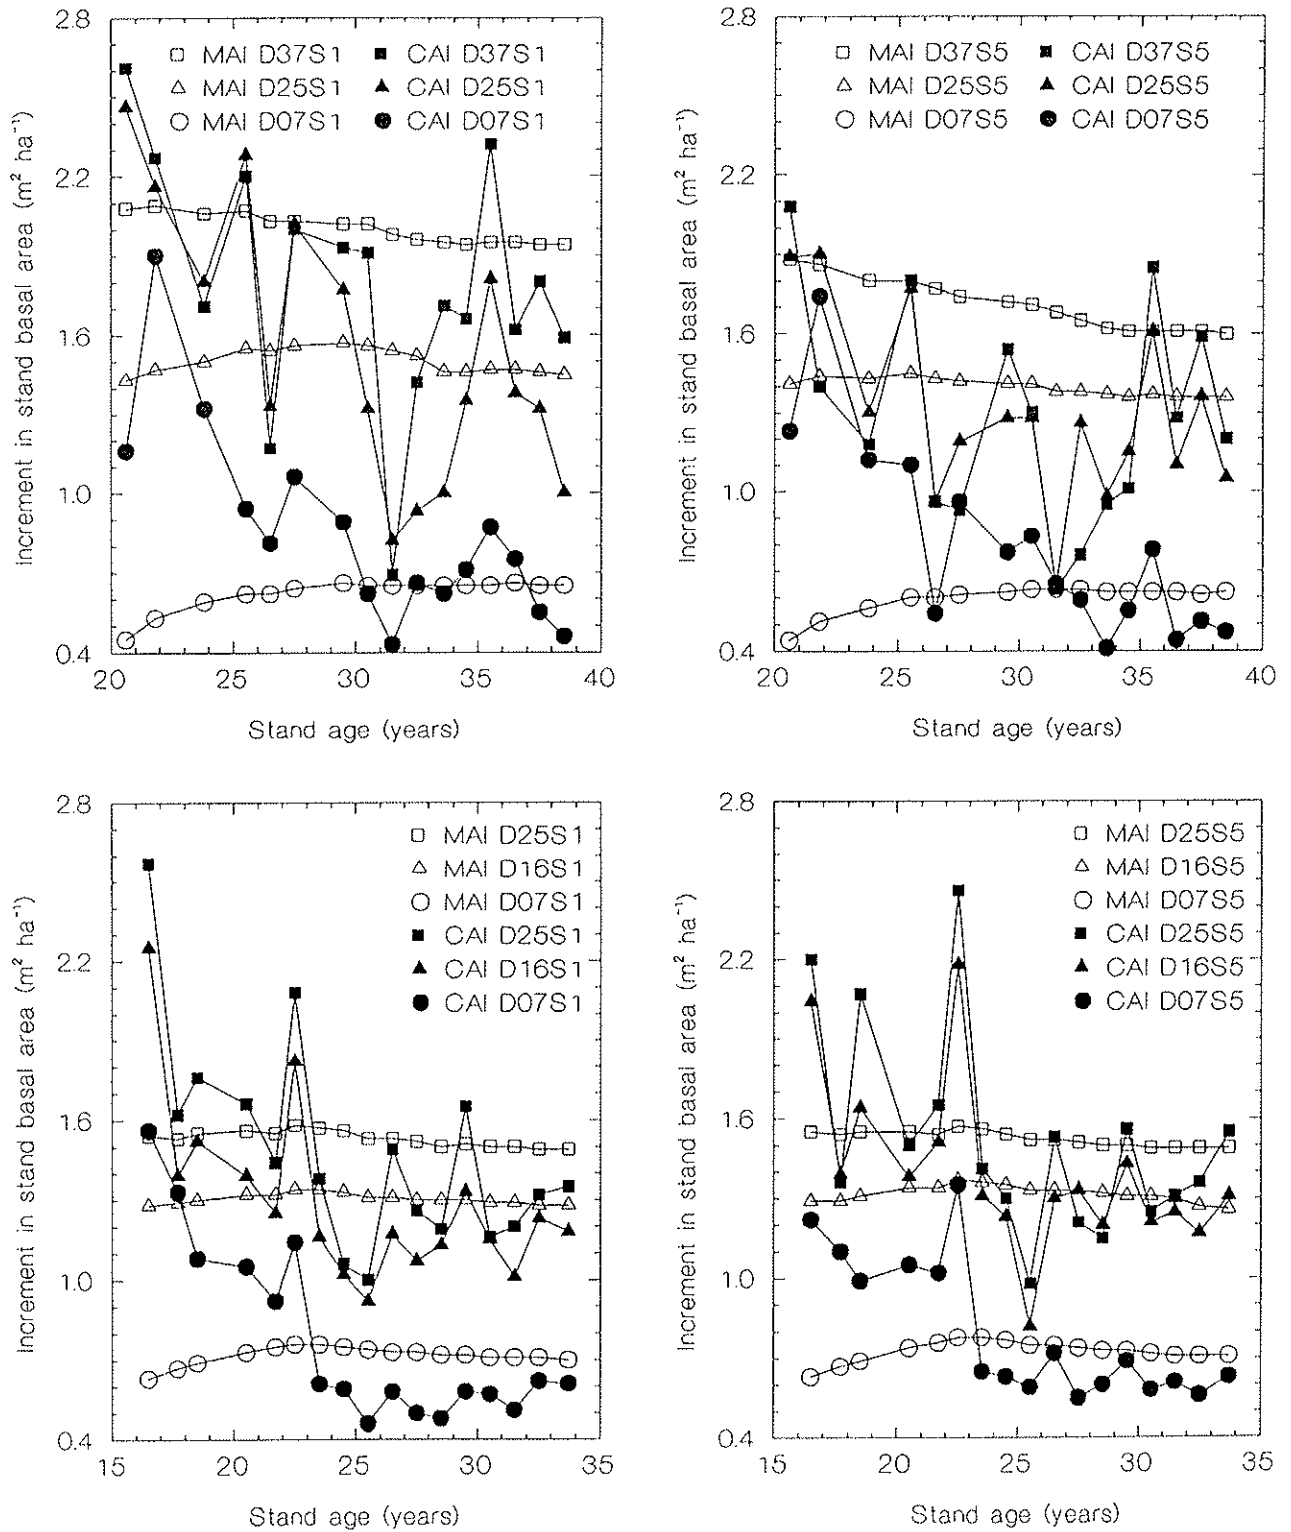 2.8
MAI D37S1 CAI D37S1
MAI D25S1 CAI D25S1
MAI D07S1 CAI D07S1
2.2
1.6
1.0
0.4
20 25 30 35 40
Increment in stand basal area (m² ha⁻¹)
Stand age (years)
2.8
MAI D37S5 CAI D37S5
MAI D25S5 CAI D25S5
MAI D07S5 CAI D07S5
2.2
1.6
1.0
0.4
20 25 30 35 40
Increment in stand basal area (m² ha⁻¹)
Stand age (years)
2.8
MAI D25S1
MAI D16S1
MAI D07S1
CAI D25S1
CAI D16S1
CAI D07S1
2.2
1.6
1.0
0.4
15 20 25 30 35
Increment in stand basal area (m² ha⁻¹)
Stand age (years)
2.8
MAI D25S5
MAI D16S5
MAI D07S5
CAI D25S5
CAI D16S5
CAI D07S5
2.2
1.6
1.0
0.4
15 20 25 30 35
Increment in stand basal area (m² ha⁻¹)
Stand age (years)